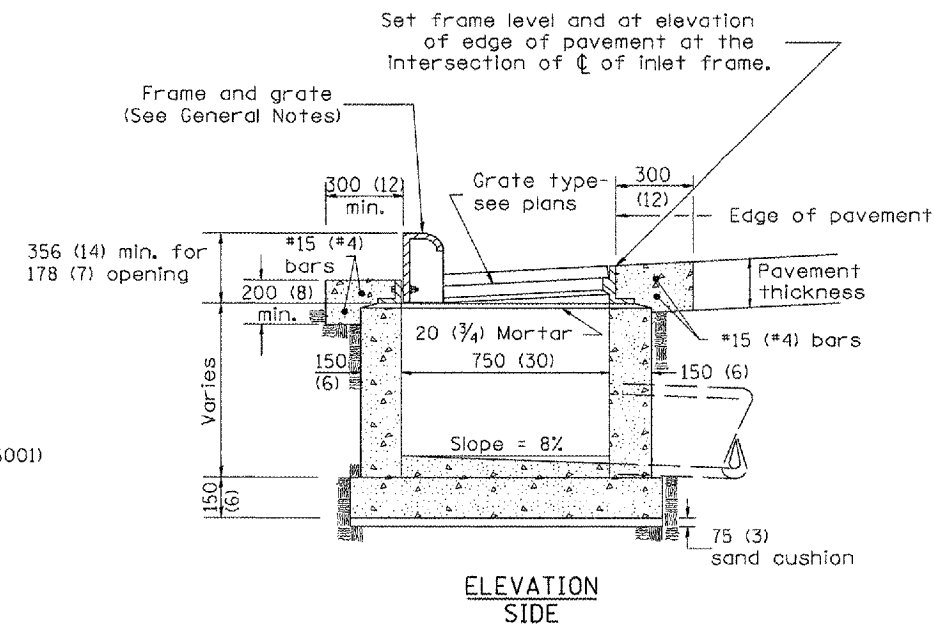 Set frame level and at elevation
of edge of pavement at the
intersection of ℄ of inlet frame.
Frame and grate
(See General Notes)
300 (12)
min.
Grate type-
see plans
300
(12)
Edge of pavement
356 (14) min. for
178 (7) opening
#15 (#4)
bars
200 (8)
min.
Pavement
thickness
20 (3/4) Mortar
#15 (#4) bars
150
(6)
750 (30)
150 (6)
Varies
Slope = 8%
6001)
150
(6)
75 (3)
sand cushion
ELEVATION
SIDE